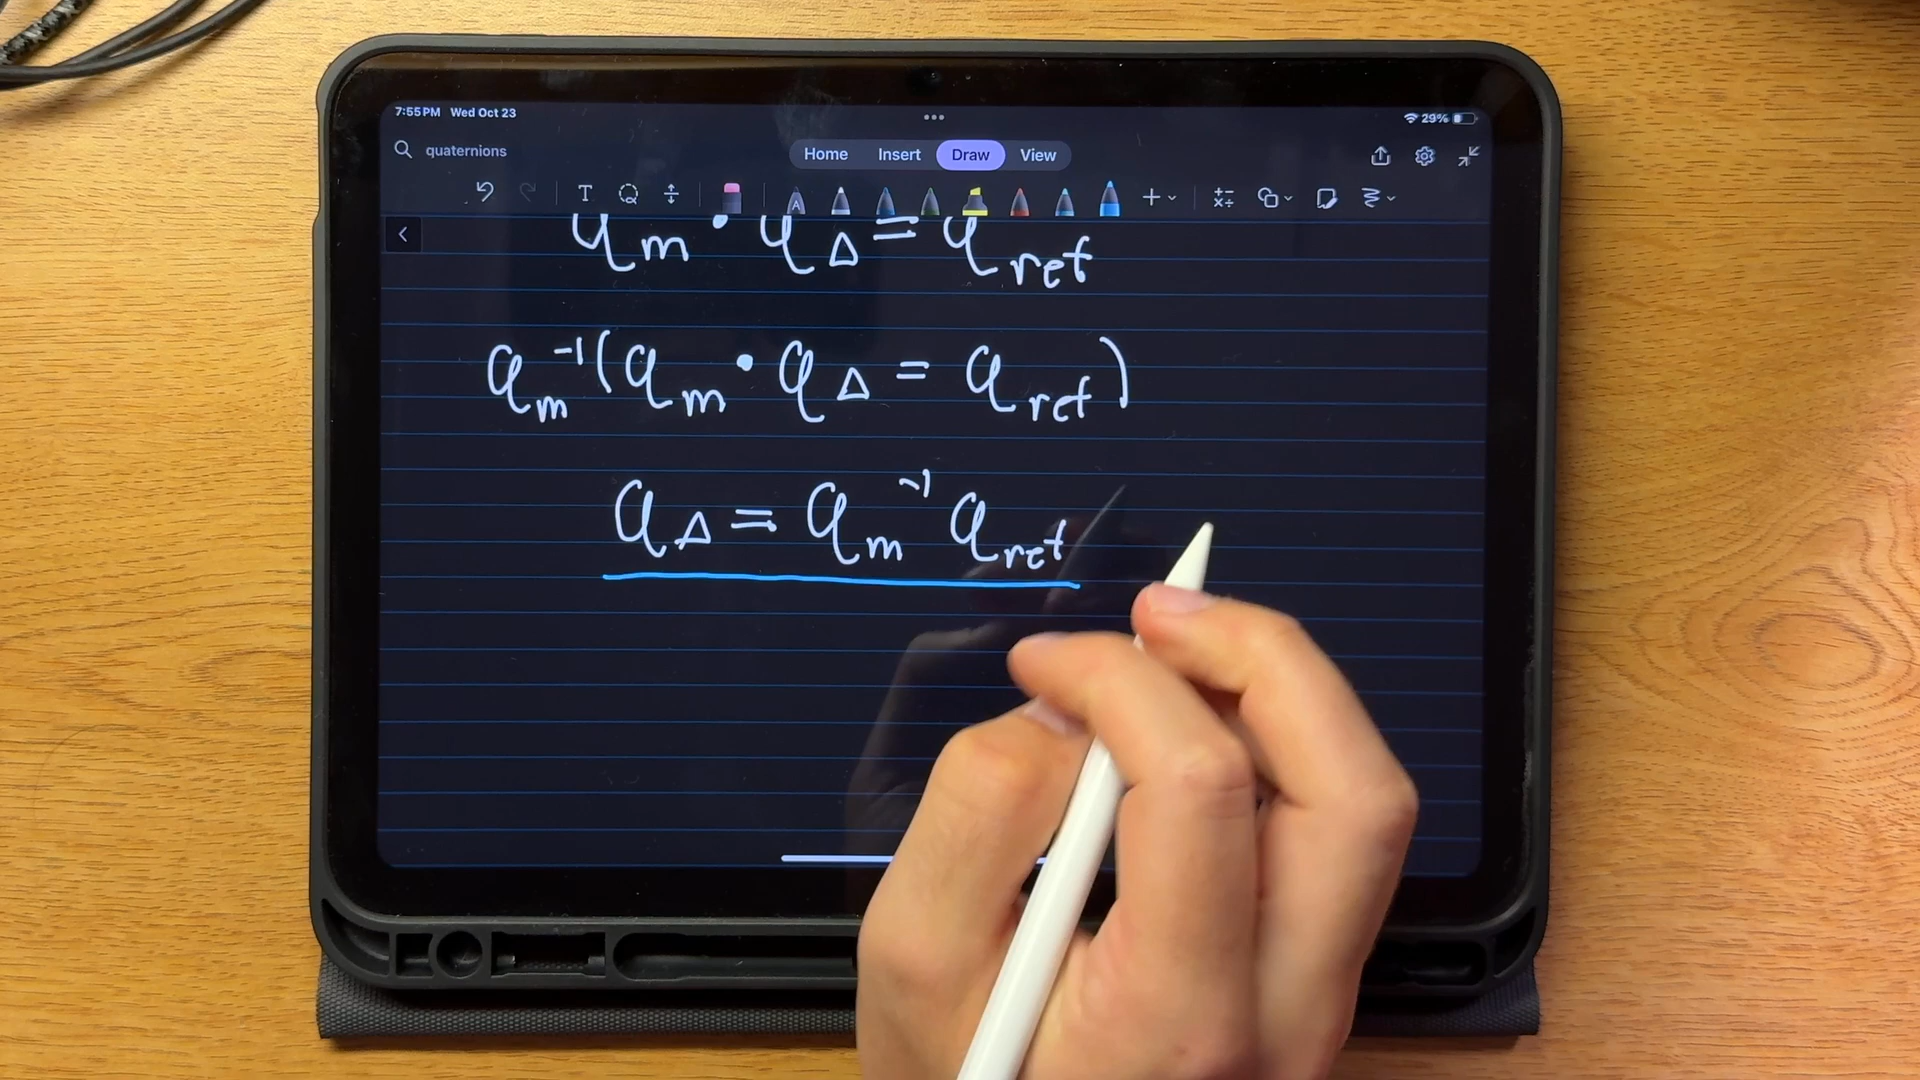 7:55 PM Wed Oct 23
29%
quaternions
Home Insert Draw View
T
A
qm · qΔ = qref
qm⁻¹(qm · qΔ = qref)
qΔ = qm⁻¹ qref